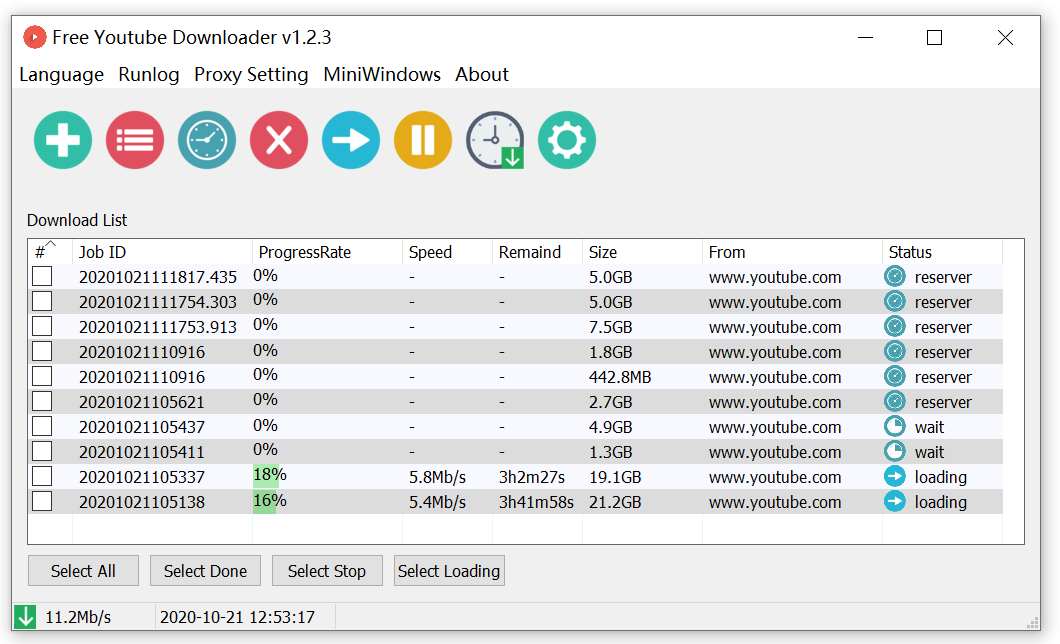 Free Youtube Downloader v1.2.3
Language Runlog Proxy Setting MiniWindows About
Download List
# Job ID ProgressRate Speed Remaind Size From Status
20201021111817.435 0% - - 5.0GB www.youtube.com reserver
20201021111754.303 0% - - 5.0GB www.youtube.com reserver
20201021111753.913 0% - - 7.5GB www.youtube.com reserver
20201021110916 0% - - 1.8GB www.youtube.com reserver
20201021110916 0% - - 442.8MB www.youtube.com reserver
20201021105621 0% - - 2.7GB www.youtube.com reserver
20201021105437 0% - - 4.9GB www.youtube.com wait
20201021105411 0% - - 1.3GB www.youtube.com wait
20201021105337 18% 5.8Mb/s 3h2m27s 19.1GB www.youtube.com loading
20201021105138 16% 5.4Mb/s 3h41m58s 21.2GB www.youtube.com loading
Select All Select Done Select Stop Select Loading
11.2Mb/s 2020-10-21 12:53:17